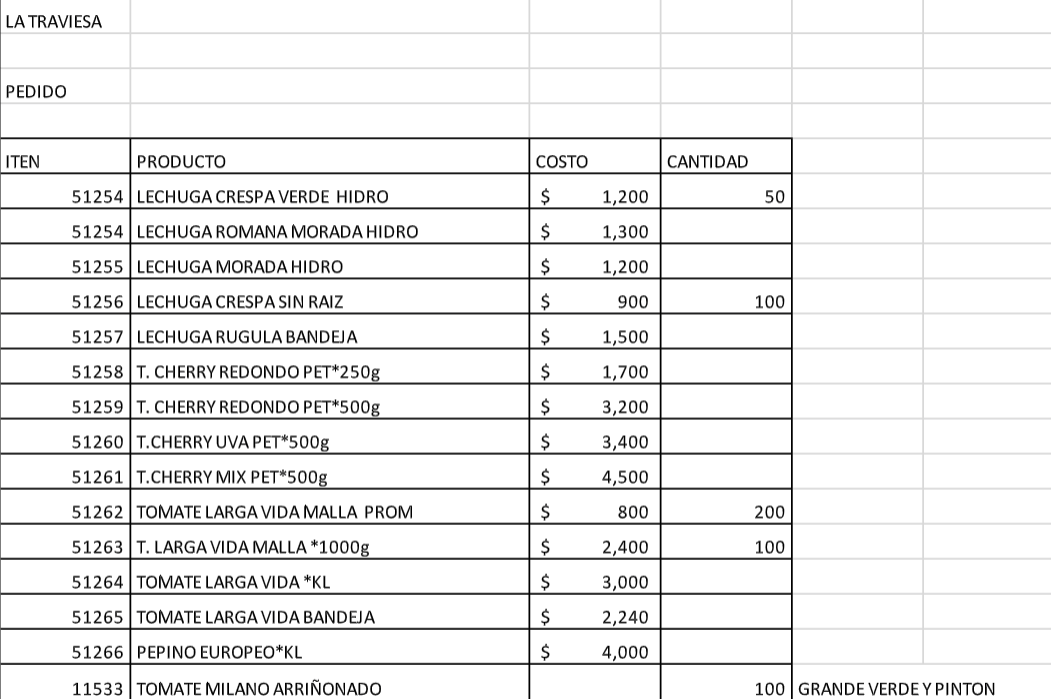 LA TRAVIESA
PEDIDO
ITEN PRODUCTO COSTO CANTIDAD
51254 LECHUGA CRESPA VERDE HIDRO $ 1,200 50
51254 LECHUGA ROMANA MORADA HIDRO $ 1,300
51255 LECHUGA MORADA HIDRO $ 1,200
51256 LECHUGA CRESPA SIN RAIZ $ 900 100
51257 LECHUGA RUGULA BANDEJA $ 1,500
51258 T. CHERRY REDONDO PET*250g $ 1,700
51259 T. CHERRY REDONDO PET*500g $ 3,200
51260 T.CHERRY UVA PET*500g $ 3,400
51261 T.CHERRY MIX PET*500g $ 4,500
51262 TOMATE LARGA VIDA MALLA PROM $ 800 200
51263 T. LARGA VIDA MALLA *1000g $ 2,400 100
51264 TOMATE LARGA VIDA *KL $ 3,000
51265 TOMATE LARGA VIDA BANDEJA $ 2,240
51266 PEPINO EUROPEO*KL $ 4,000
11533 TOMATE MILANO ARRIÑONADO 100 GRANDE VERDE Y PINTON